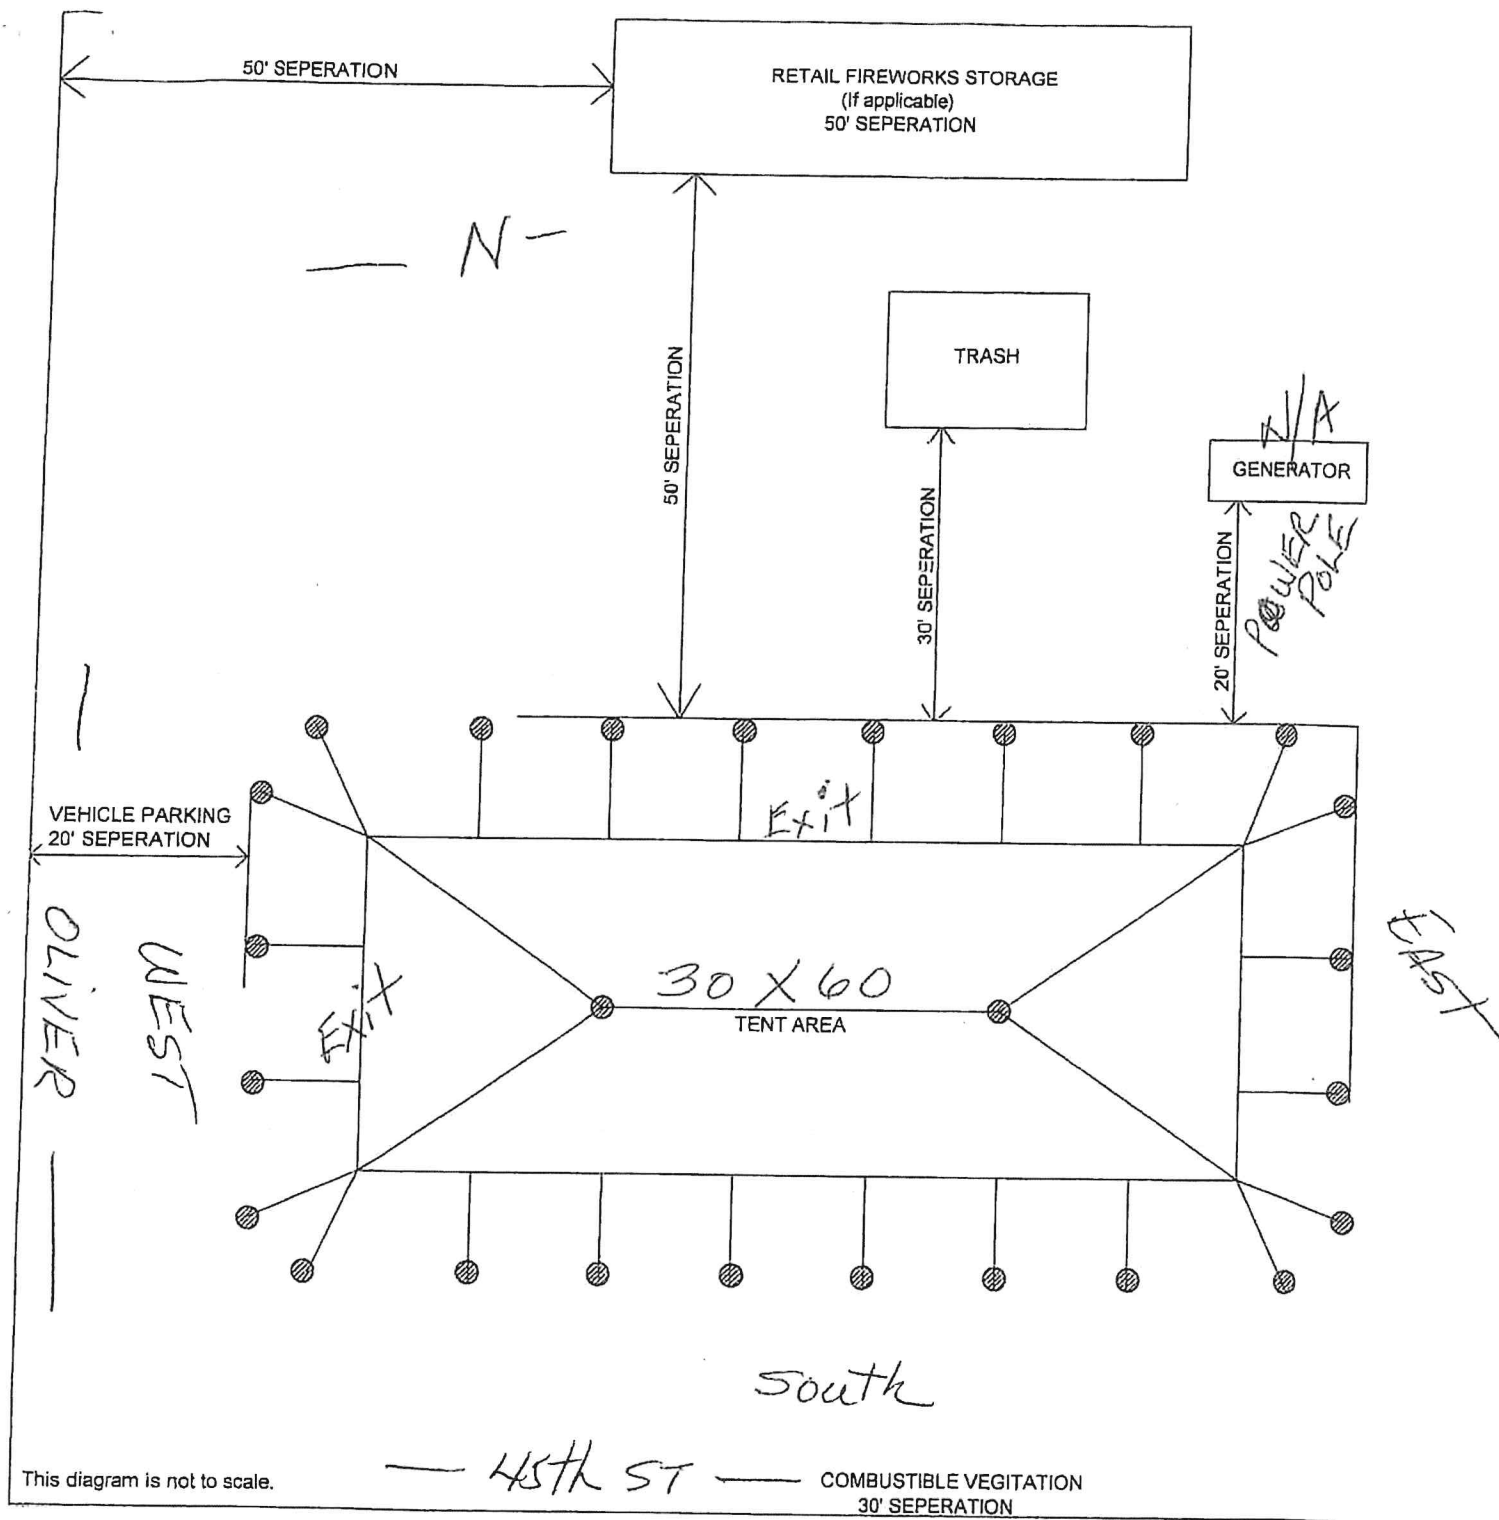 50' SEPERATION
RETAIL FIREWORKS STORAGE
(If applicable)
50' SEPERATION
— N –
50' SEPERATION
TRASH
30' SEPERATION
N/A
GENERATOR
20' SEPERATION
POWER
POLE
VEHICLE PARKING
20' SEPERATION
Exit
OLIVER
WEST
Exit
30 X 60
TENT AREA
EAST
South
This diagram is not to scale.
— 45th ST —
COMBUSTIBLE VEGITATION
30' SEPERATION